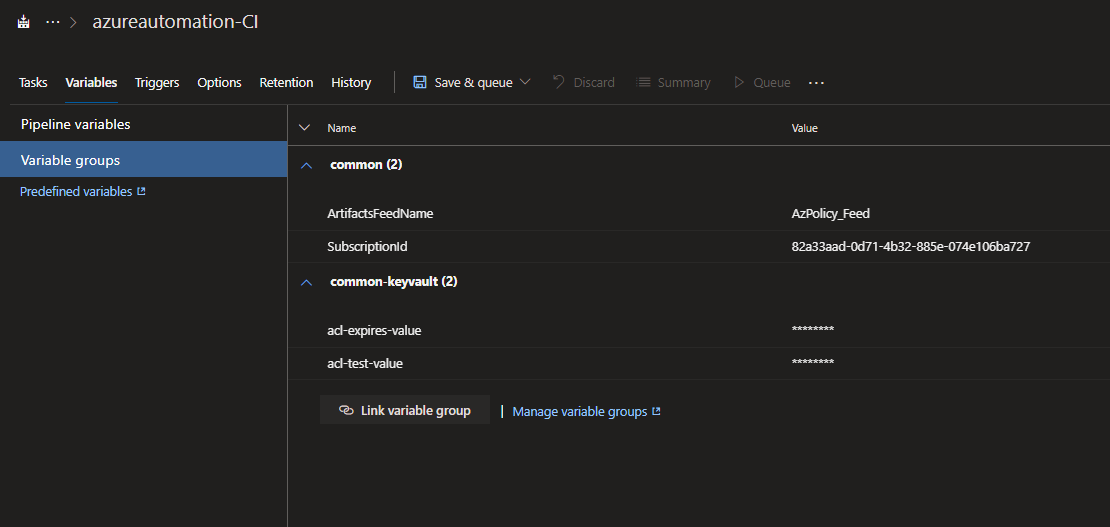 ··· > azureautomation-CI
Tasks Variables Triggers Options Retention History Save & queue Discard Summary Queue ···
Pipeline variables
Name Value
Variable groups
common (2)
Predefined variables
ArtifactsFeedName AzPolicy_Feed
SubscriptionId 82a33aad-0d71-4b32-885e-074e106ba727
common-keyvault (2)
acl-expires-value ********
acl-test-value ********
Link variable group | Manage variable groups